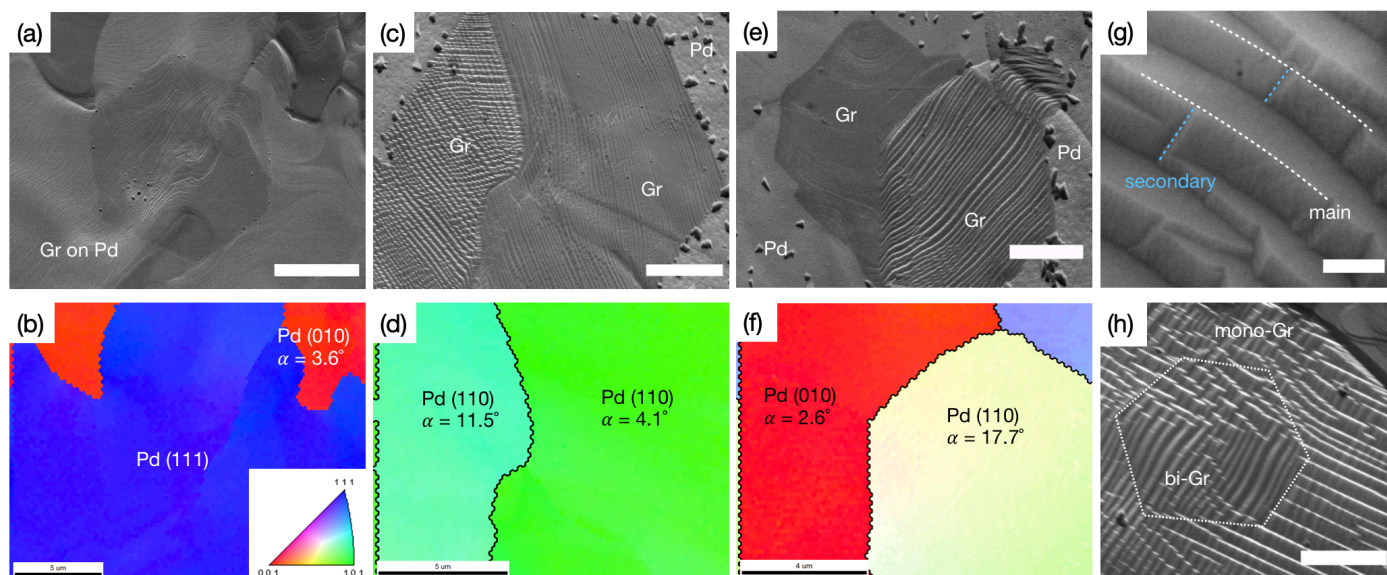 (a)
Gr on Pd
(c)
Gr
Gr
Pd
(e)
Gr
Gr
Pd
Pd
(g)
secondary
main
(b)
Pd (010)
α = 3.6°
Pd (111)
1 1 1
0 0 1
1 0 1
5 um
(d)
Pd (110)
α = 11.5°
Pd (110)
α = 4.1°
5 um
(f)
Pd (010)
α = 2.6°
Pd (110)
α = 17.7°
4 um
(h)
mono-Gr
bi-Gr